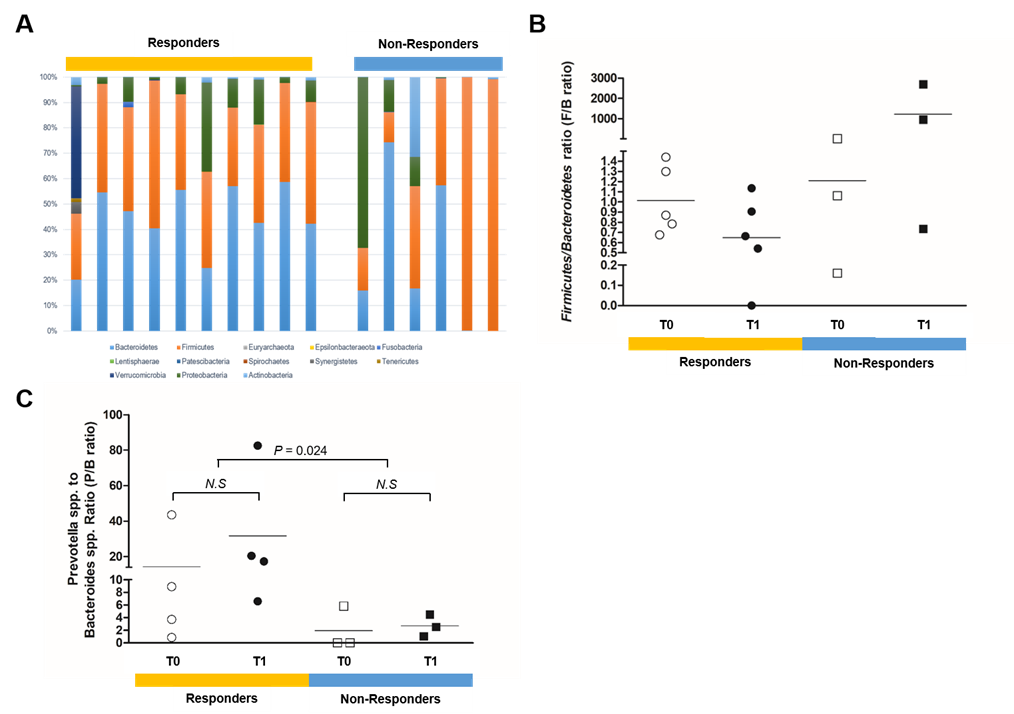 A
Responders
Non-Responders
100%
90%
80%
70%
60%
50%
40%
30%
20%
10%
0%
Bacteroidetes Firmicutes Euryarchaeota Epsilonbacteraeota Fusobacteria
Lentisphaerae Patescibacteria Spirochaetes Synergistetes Tenericutes
Verrucomicrobia Proteobacteria Actinobacteria
B
Firmicutes/Bacteroidetes ratio (F/B ratio)
3000
2000
1000
1.4
1.3
1.2
1.1
1.0
0.9
0.8
0.7
0.6
0.5
0.2
0.1
0.0
T0 T1 T0 T1
Responders Non-Responders
C
Prevotella spp. to
Bacteroides spp. Ratio (P/B ratio)
100
80
60
40
20
10
8
6
4
2
0
P = 0.024
N.S N.S
T0 T1 T0 T1
Responders Non-Responders